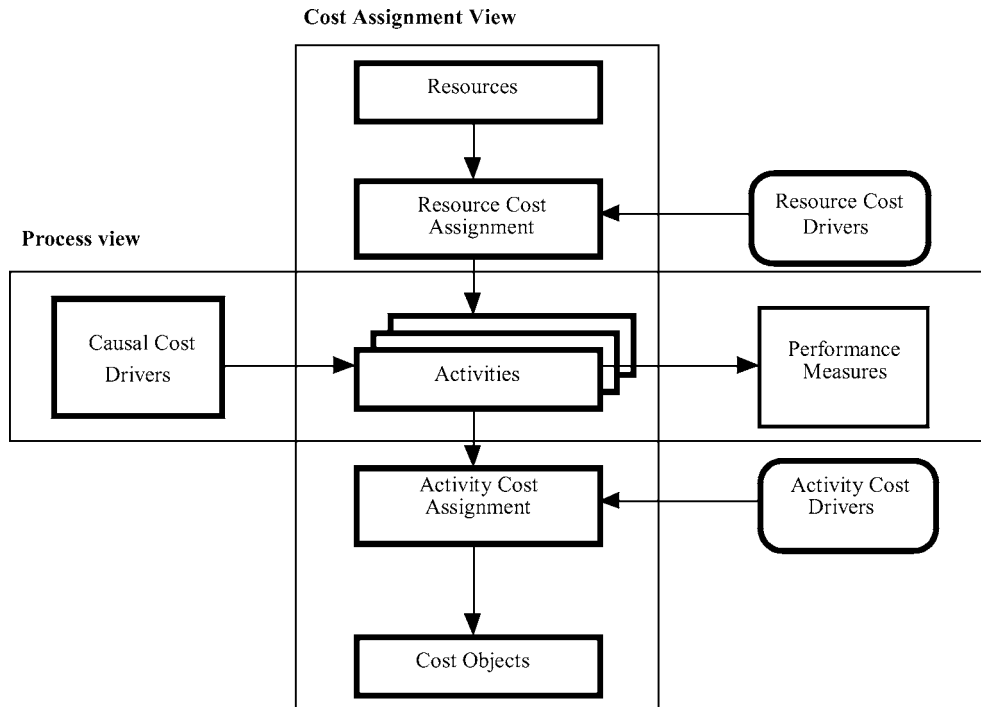 Cost Assignment View
Resources
Resource Cost
Assignment
Resource Cost
Drivers
Process view
Causal Cost
Drivers
Activities
Performance
Measures
Activity Cost
Assignment
Activity Cost
Drivers
Cost Objects